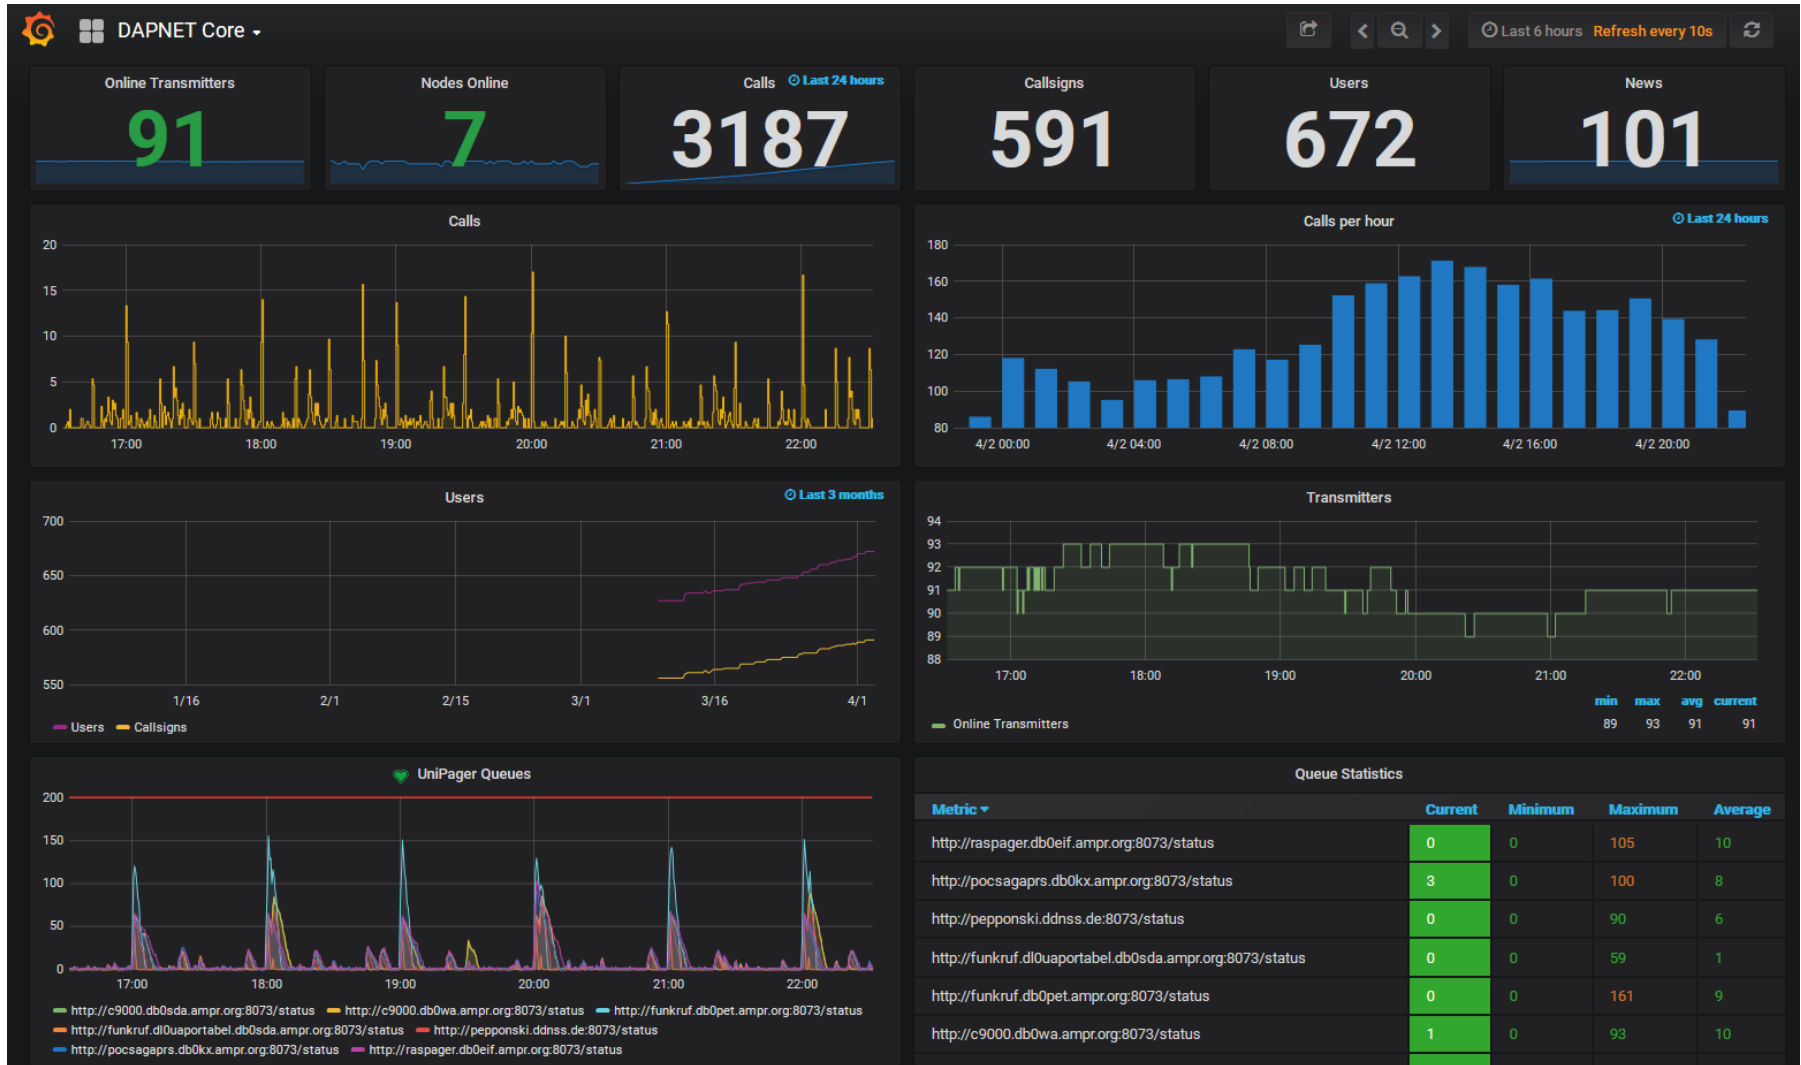 DAPNET Core
Last 6 hours Refresh every 10s
Online Transmitters
91
Nodes Online
7
Calls Last 24 hours
3187
Callsigns
591
Users
672
News
101
Calls
20
15
10
5
0
17:00 18:00 19:00 20:00 21:00 22:00
Calls per hour Last 24 hours
180
160
140
120
100
80
4/2 00:00 4/2 04:00 4/2 08:00 4/2 12:00 4/2 16:00 4/2 20:00
Users Last 3 months
700
650
600
550
1/16 2/1 2/15 3/1 3/16 4/1
Users Callsigns
Transmitters
94
93
92
91
90
89
88
17:00 18:00 19:00 20:00 21:00 22:00
min max avg current
Online Transmitters 89 93 91 91
UniPager Queues
200
150
100
50
0
17:00 18:00 19:00 20:00 21:00 22:00
http://c9000.db0sda.ampr.org:8073/status http://c9000.db0wa.ampr.org:8073/status http://funkruf.db0pet.ampr.org:8073/status
http://funkruf.dl0uaportabel.db0sda.ampr.org:8073/status http://pepponski.ddnss.de:8073/status
http://pocsagaprs.db0kx.ampr.org:8073/status http://raspager.db0eif.ampr.org:8073/status
Queue Statistics
Metric Current Minimum Maximum Average
http://raspager.db0eif.ampr.org:8073/status 0 0 105 10
http://pocsagaprs.db0kx.ampr.org:8073/status 3 0 100 8
http://pepponski.ddnss.de:8073/status 0 0 90 6
http://funkruf.dl0uaportabel.db0sda.ampr.org:8073/status 0 0 59 1
http://funkruf.db0pet.ampr.org:8073/status 0 0 161 9
http://c9000.db0wa.ampr.org:8073/status 1 0 93 10